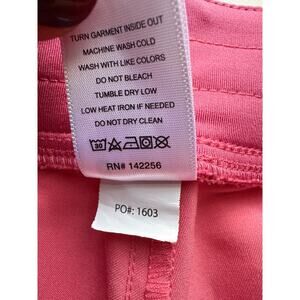 TURN GARMENT INSIDE OUT
MACHINE WASH COLD
WASH WITH LIKE COLORS
DO NOT BLEACH
TUMBLE DRY LOW
LOW HEAT IRON IF NEEDED
DO NOT DRY CLEAN
30
RN# 142256
PO#: 1603